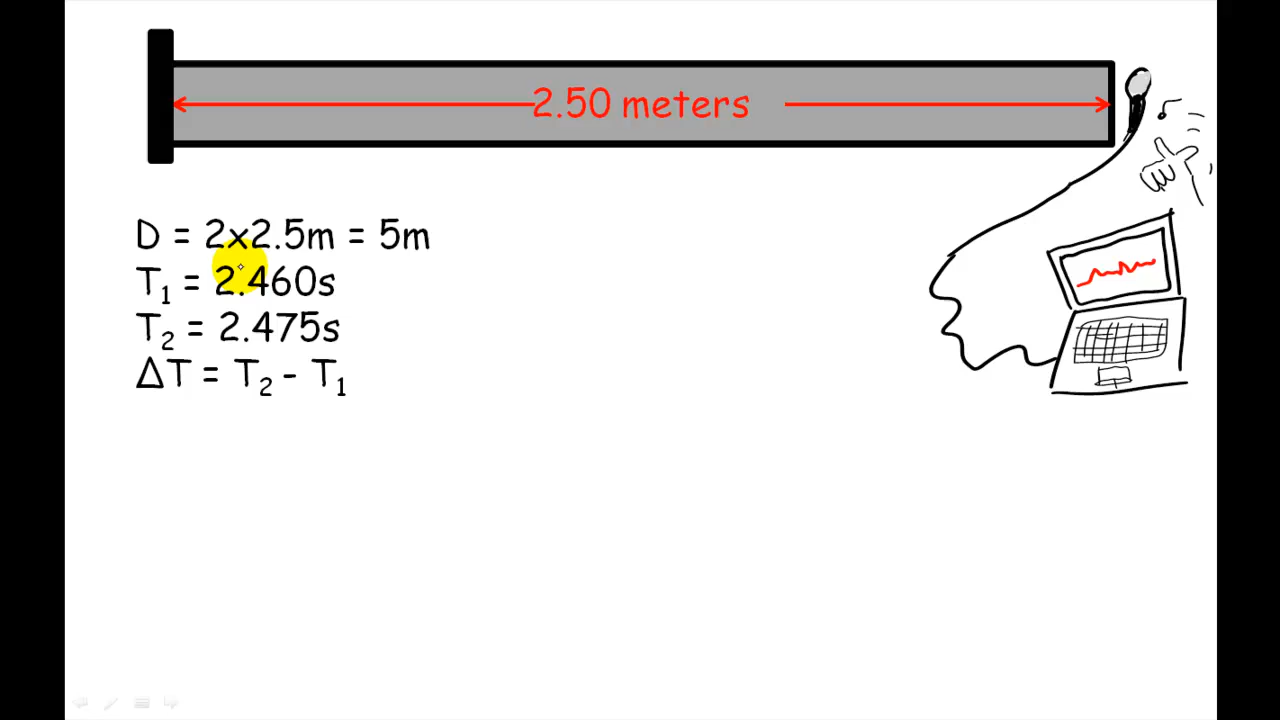 2.50 meters
D = 2x2.5m = 5m
T₁ = 2.460s
T₂ = 2.475s
ΔT = T₂ - T₁